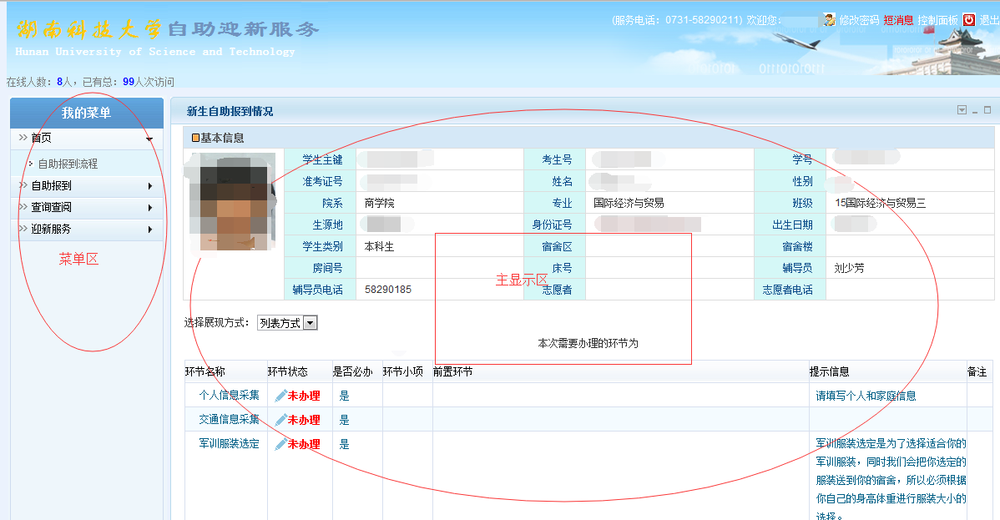 湖南科技大学自助迎新服务
Hunan University of Science and Technology
(服务电话：0731-58290211) 欢迎您： 修改密码 短消息 控制面板 退出
在线人数：8人，已有总：99人次访问
我的菜单
首页
自助报到流程
自助报到
查询查阅
迎新服务
菜单区
新生自助报到情况
基本信息
学生主键 考生号 学号
准考证号 姓名 性别
院系 商学院 专业 国际经济与贸易 班级 15国际经济与贸易三
生源地 身份证号 出生日期
学生类别 本科生 宿舍区 宿舍楼
房间号 床号 辅导员 刘少芳
主显示区
辅导员电话 58290185 志愿者 志愿者电话
选择展现方式： 列表方式
本次需要办理的环节为
环节名称 环节状态 是否必办 环节小项 前置环节 提示信息 备注
个人信息采集 未办理 是 请填写个人和家庭信息
交通信息采集 未办理 是
军训服装选定 未办理 是 军训服装选定是为了选择适合你的
军训服装，同时我们会把你选定的
服装送到你的宿舍，所以必须根据
你自己的身高体重进行服装大小的
选择。